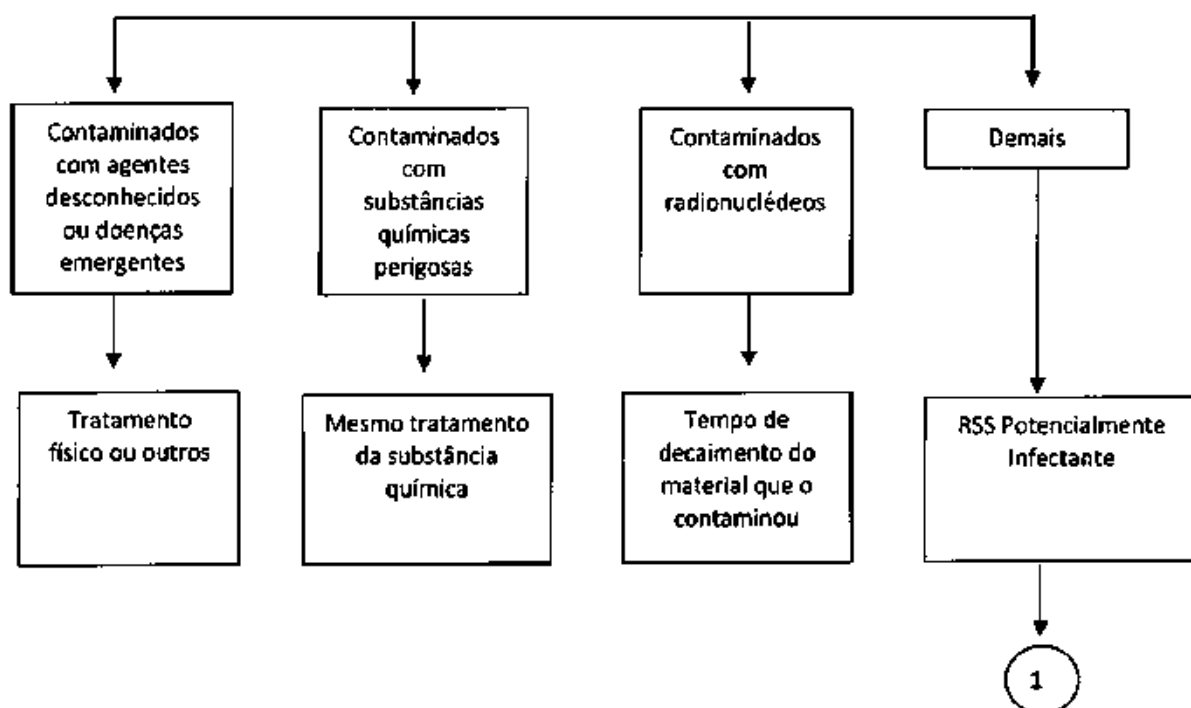 Contaminados
com agentes
desconhecidos
ou doenças
emergentes
Contaminados
com
substâncias
químicas
perigosas
Contaminados
com
radionuclédeos
Demais
Tratamento
físico ou outros
Mesmo tratamento
da substância
química
Tempo de
decaimento do
material que o
contaminou
RSS Potencialmente
Infectante
1